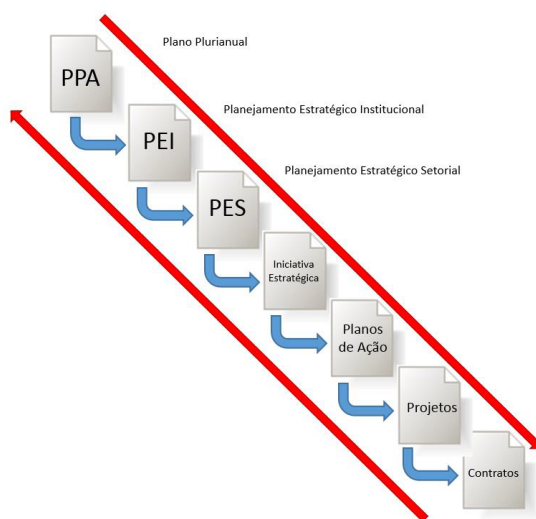 Plano Plurianual
PPA
Planejamento Estratégico Institucional
PEI
Planejamento Estratégico Setorial
PES
Iniciativa
Estratégica
Planos
de Ação
Projetos
Contratos